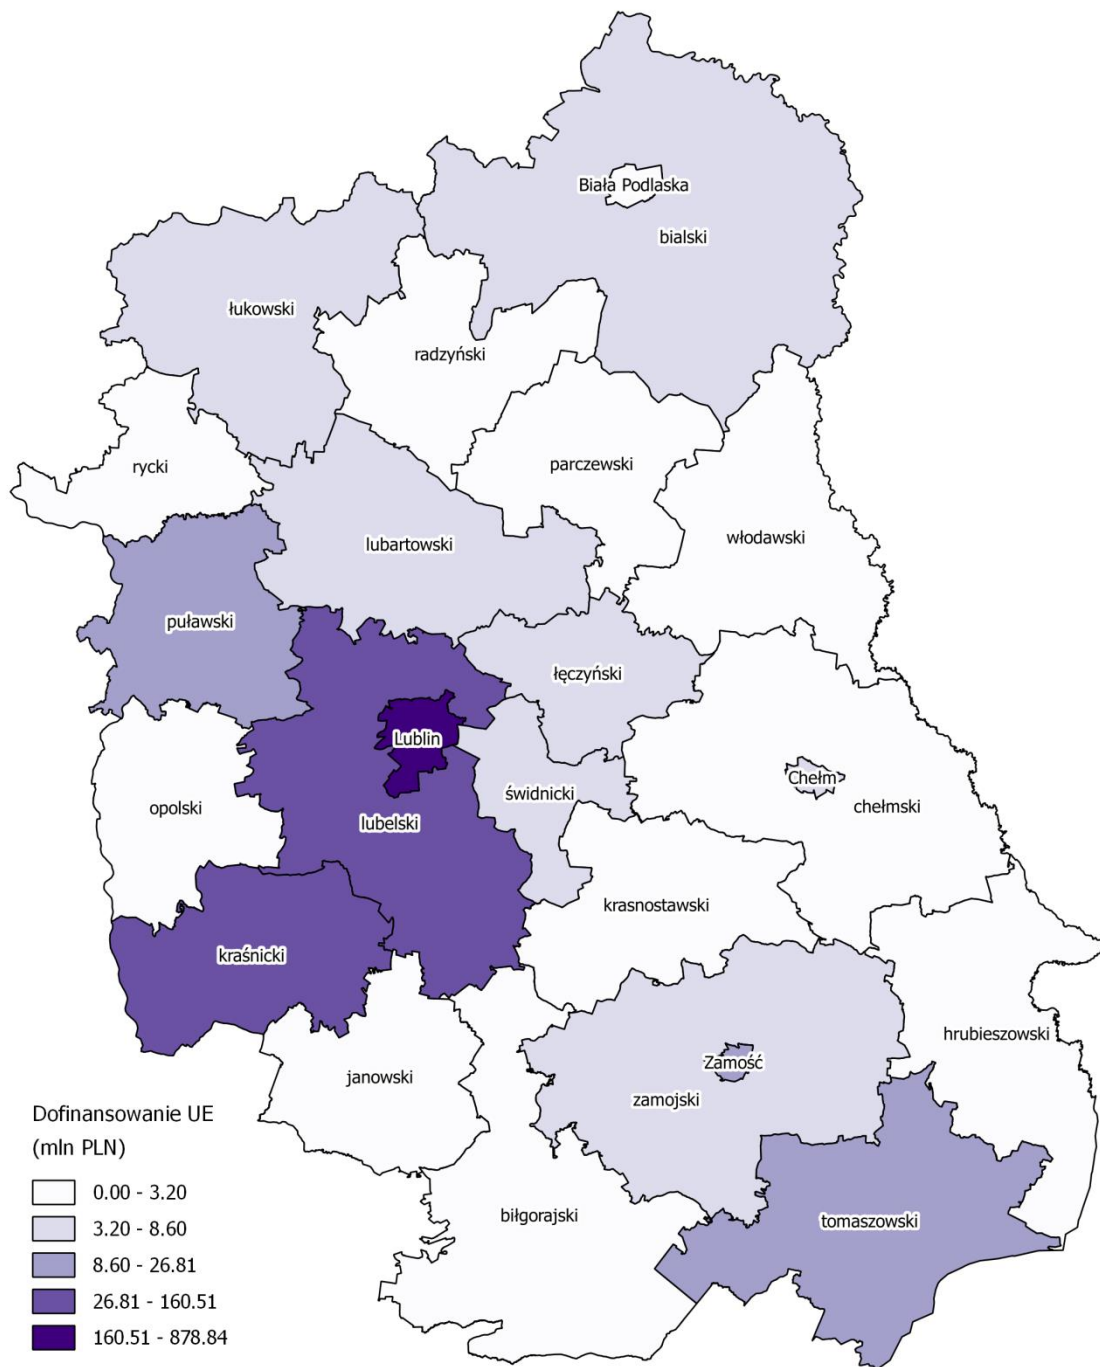 Biała Podlaska
bialski
łukowski
radzyński
rycki
parczewski
włodawski
lubartowski
puławski
łęczyński
Lublin
Chełm
opolski
świdnicki
chełmski
lubelski
krasnostawski
kraśnicki
hrubieszowski
Zamość
janowski
zamojski
biłgorajski
tomaszowski
Dofinansowanie UE
(mln PLN)
0.00 - 3.20
3.20 - 8.60
8.60 - 26.81
26.81 - 160.51
160.51 - 878.84